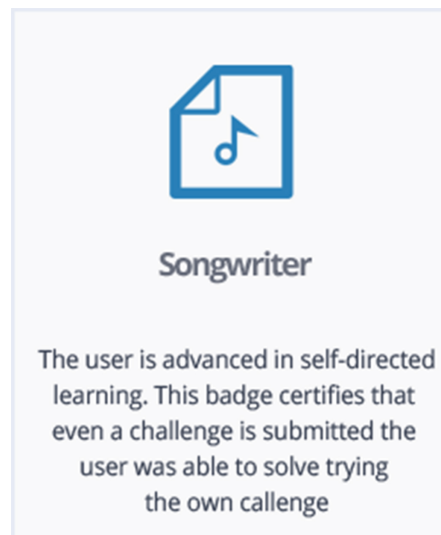 Songwriter
The user is advanced in self-directed
learning. This badge certifies that
even a challenge is submitted the
user was able to solve trying
the own callenge